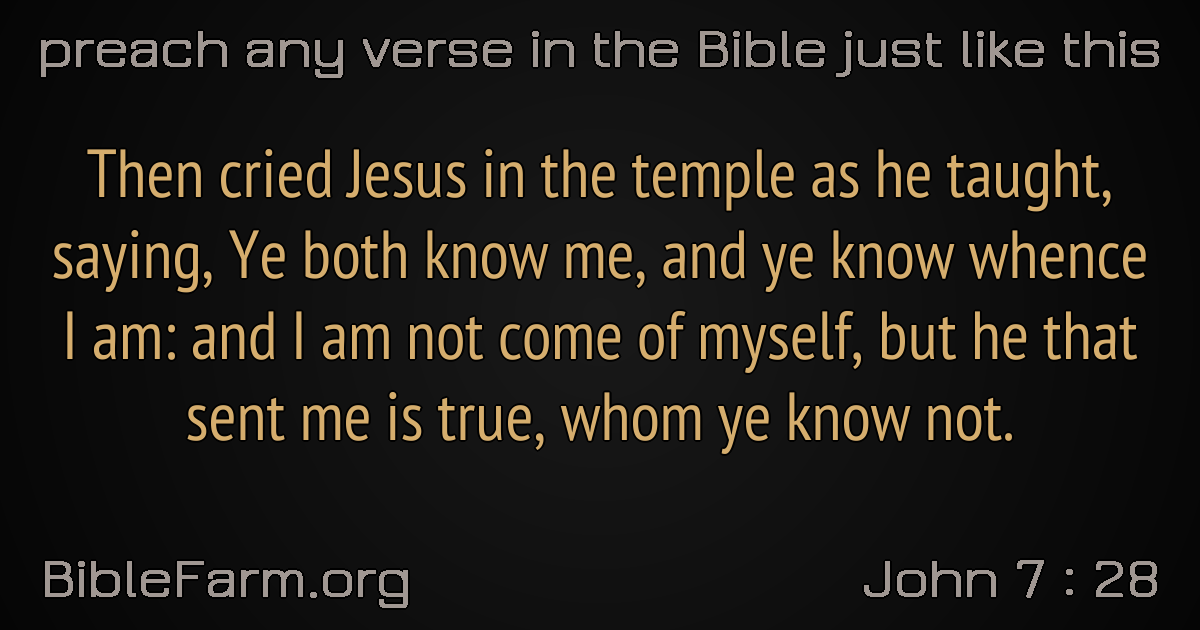 preach any verse in the Bible just like this
Then cried Jesus in the temple as he taught,
saying, Ye both know me, and ye know whence
I am: and I am not come of myself, but he that
sent me is true, whom ye know not.
BibleFarm.org
John 7 : 28